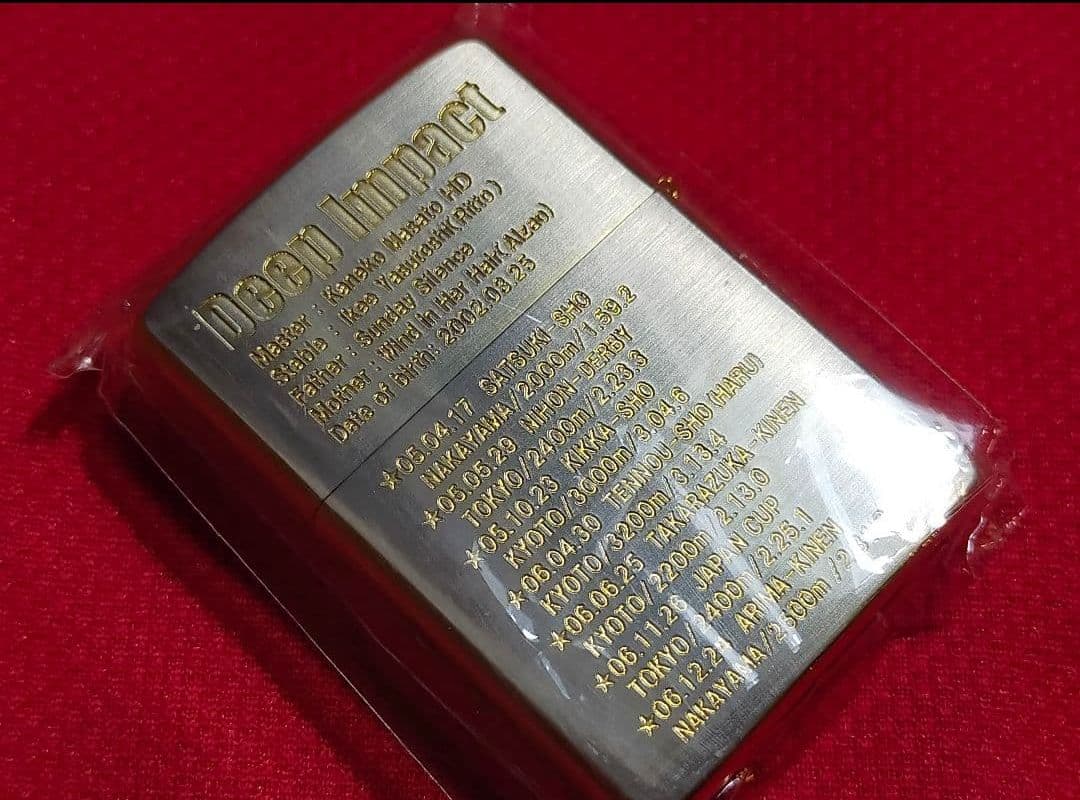 Deep Impact
Master : Kaneko Masato HD
Stable : Ikee Yasutoshi(Ritto)
Father : Sunday Silence
Mother : Wind in Her Hair(Alzao)
Date of birth: 2002.03.25
★05.04.17 SATSUKI-SHO
NAKAYAMA/2000m/1.59.2
★05.05.29 NIHON-DERBY
TOKYO/2400m/2.23.3
★05.10.23 KIKKA-SHO
KYOTO/3000m/3.04.6
★06.04.30 TENNOU-SHO(HARU)
KYOTO/3200m/3.13.4
★06.06.25 TAKARAZUKA-KINEN
KYOTO/2200m/2.13.0
★06.11.26 JAPAN CUP
TOKYO/2400m/2.25.1
★06.12.24 ARIMA-KINEN
NAKAYAMA/2500m